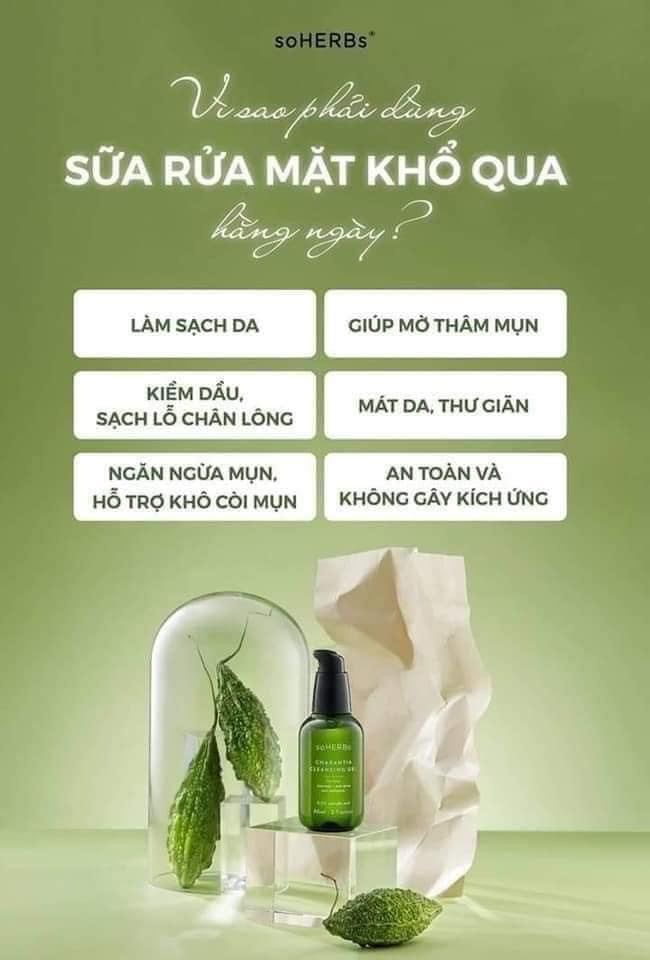 soHERBs®
Vì sao phải dùng
SỮA RỬA MẶT KHỔ QUA
hằng ngày?
LÀM SẠCH DA
GIÚP MỜ THÂM MỤN
KIỀM DẦU,
SẠCH LỖ CHÂN LÔNG
MÁT DA, THƯ GIÃN
NGĂN NGỪA MỤN,
HỖ TRỢ KHÔ CÒI MỤN
AN TOÀN VÀ
KHÔNG GÂY KÍCH ỨNG
soHERBs
CHARANTIA
CLEANSING GEL